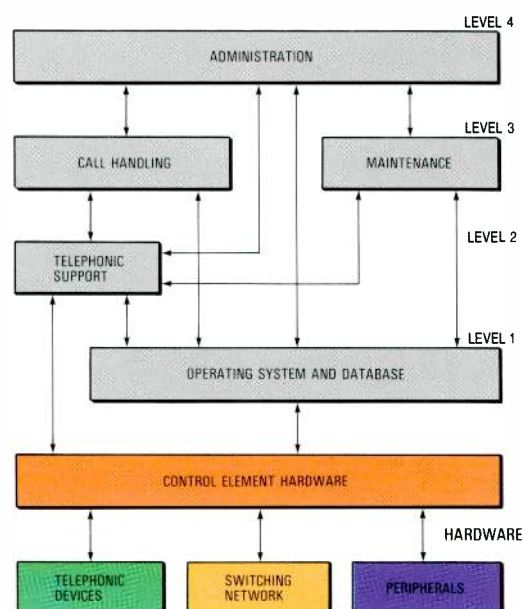 LEVEL 4
ADMINISTRATION
LEVEL 3
CALL HANDLING
MAINTENANCE
LEVEL 2
TELEPHONIC
SUPPORT
LEVEL 1
OPERATING SYSTEM AND DATABASE
CONTROL ELEMENT HARDWARE
HARDWARE
TELEPHONIC
DEVICES
SWITCHING
NETWORK
PERIPHERALS